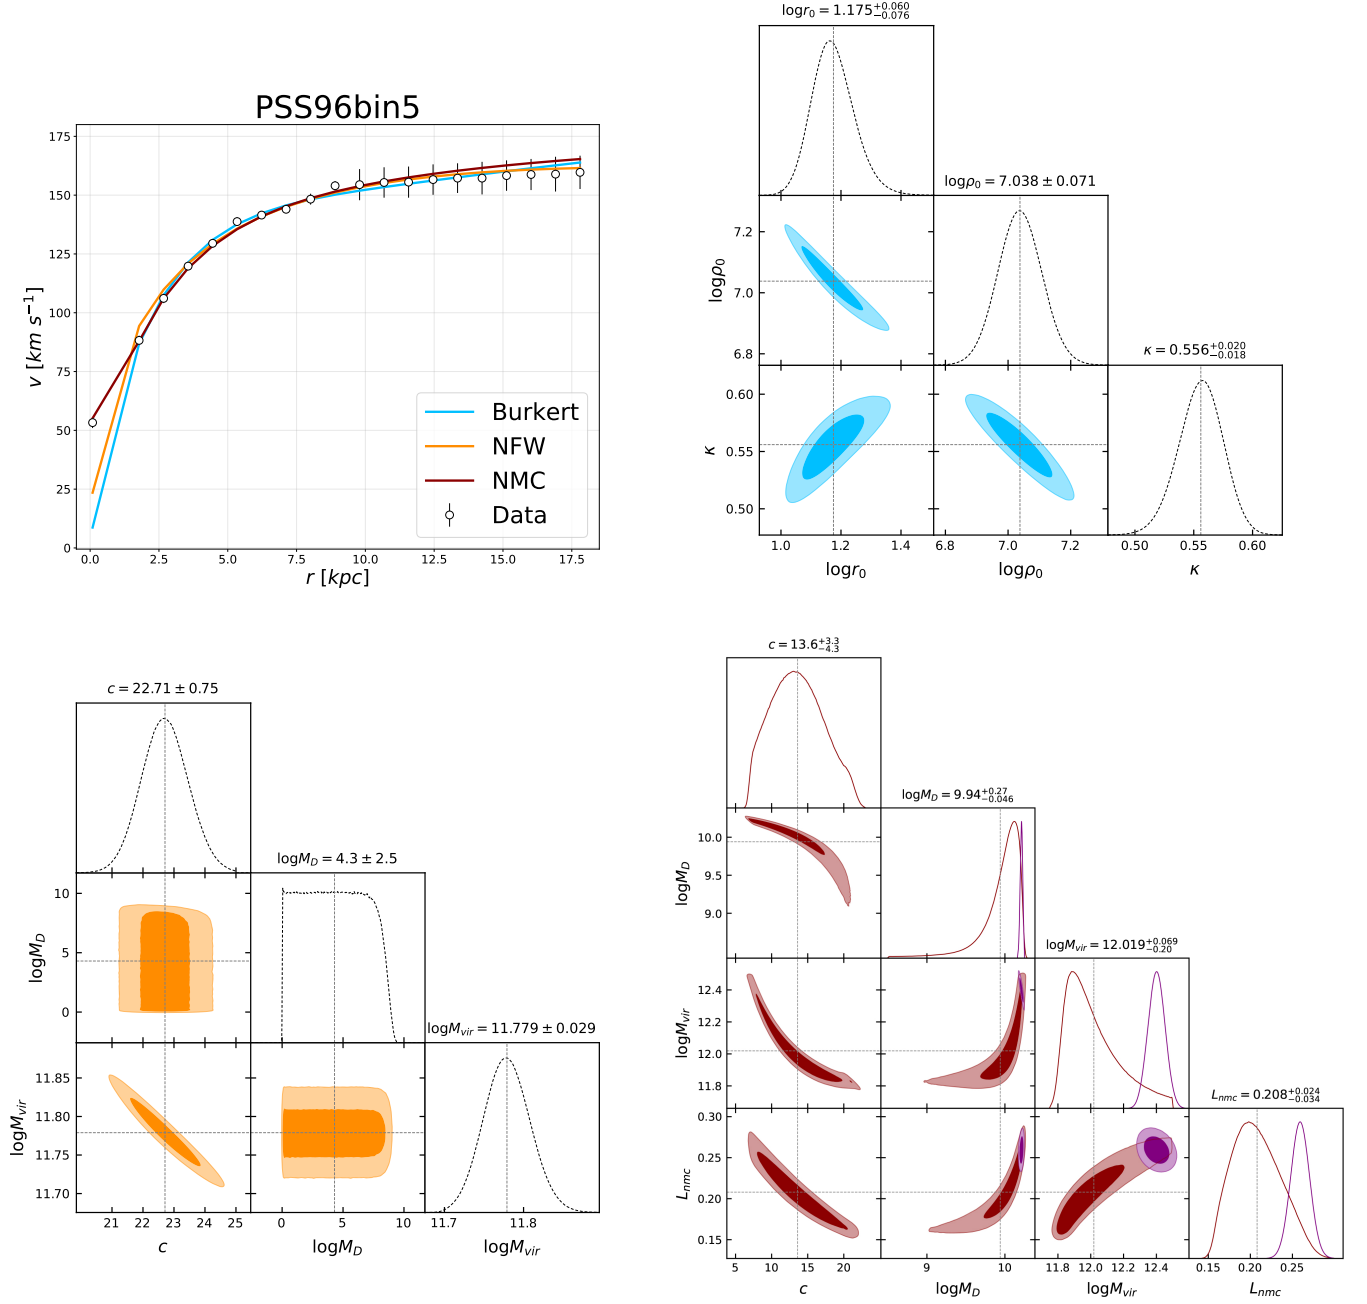 PSS96bin5
v [km s⁻¹]
175
150
125
100
75
50
25
0
Burkert
NFW
NMC
Data
0.0 2.5 5.0 7.5 10.0 12.5 15.0 17.5
r [kpc]
logr₀ = 1.175⁺⁰·⁰⁶⁰₋₀.₀₇₆
logρ₀ = 7.038 ± 0.071
logρ₀
7.2
7.0
6.8
κ = 0.556⁺⁰·⁰²⁰₋₀.₀₁₈
κ
0.60
0.55
0.50
1.0 1.2 1.4 6.8 7.0 7.2 0.50 0.55 0.60
logr₀ logρ₀ κ
c = 22.71 ± 0.75
logM_D = 4.3 ± 2.5
logM_D
10
5
0
logM_vir = 11.779 ± 0.029
logM_vir
11.85
11.80
11.75
11.70
21 22 23 24 25 0 5 10 11.7 11.8
c logM_D logM_vir
c = 13.6⁺³·³₋₄.₃
logM_D = 9.94⁺⁰·²⁷₋₀.₀₄₆
logM_D
10.0
9.5
9.0
logM_vir = 12.019⁺⁰·⁰⁶⁹₋₀.₂₀
logM_vir
12.4
12.2
12.0
11.8
L_nmc = 0.208⁺⁰·⁰²⁴₋₀.₀₃₄
L_nmc
0.30
0.25
0.20
0.15
5 10 15 20 9 10 11.8 12.0 12.2 12.4 0.15 0.20 0.25
c logM_D logM_vir L_nmc